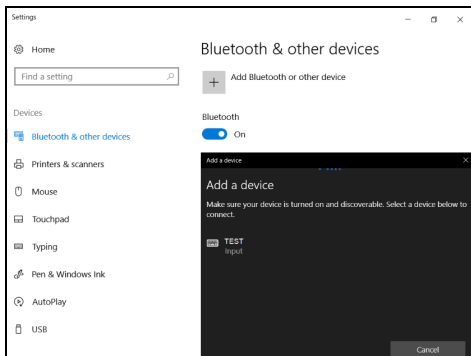 Settings
Home
Find a setting
Devices
Bluetooth & other devices
Printers & scanners
Mouse
Touchpad
Typing
Pen & Windows Ink
AutoPlay
USB
Bluetooth & other devices
Add Bluetooth or other device
Bluetooth
On
Add a device
Add a device
Make sure your device is turned on and discoverable. Select a device below to
connect.
TEST
Input
Cancel